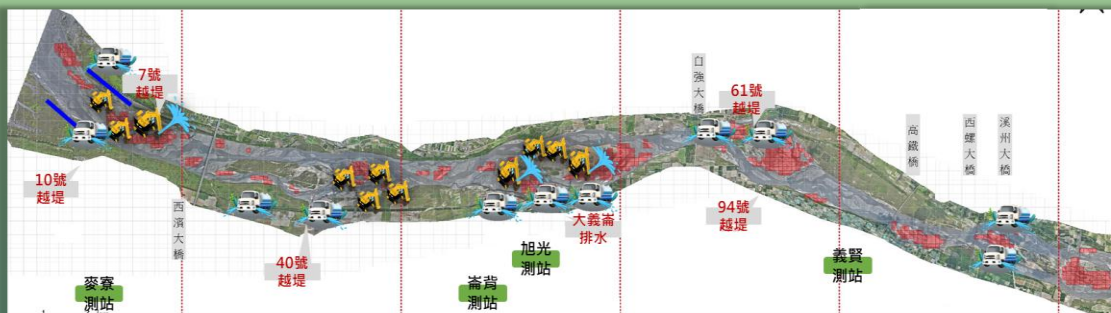 7號
越堤
10號
越堤
西
濱
大
橋
麥寮
測站
40號
越堤
崙背
測站
旭光
測站
大義崙
排水
自
強
大
橋
61號
越堤
94號
越堤
義賢
測站
高
鐵
橋
西
螺
大
橋
溪
州
大
橋